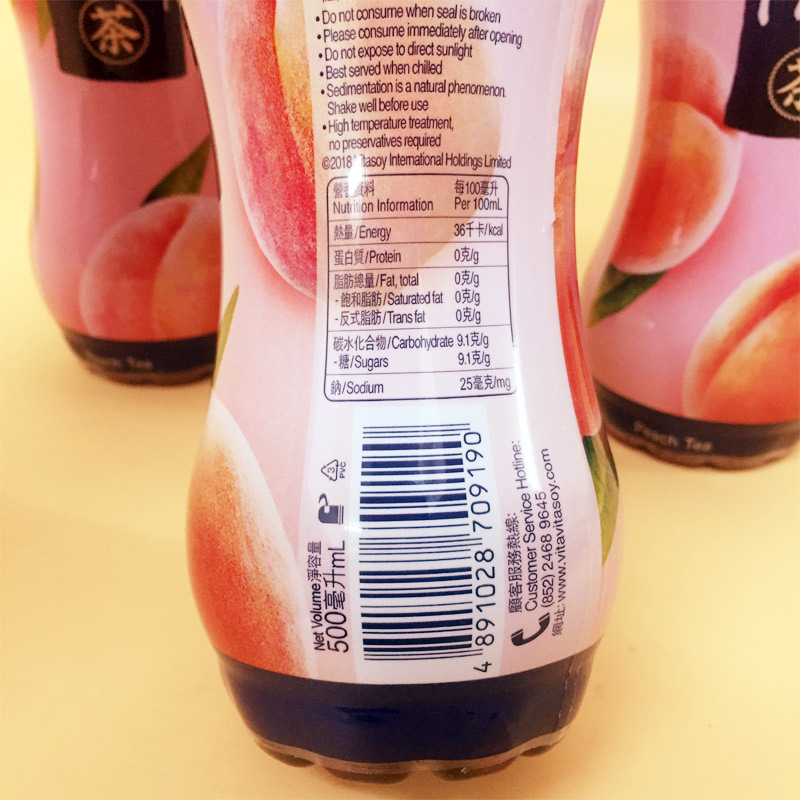 茶
• Do not consume when seal is broken
• Please consume immediately after opening
• Do not expose to direct sunlight
• Best served when chilled
• Sedimentation is a natural phenomenon.
Shake well before use
• High temperature treatment,
no preservatives required
©2018 Vitasoy International Holdings Limited
營養資料 每100毫升
Nutrition Information Per 100mL
熱量/Energy 36千卡/kcal
蛋白質/Protein 0克/g
脂肪總量/Fat, total 0克/g
- 飽和脂肪/Saturated fat 0克/g
- 反式脂肪/Trans fat 0克/g
碳水化合物/Carbohydrate 9.1克/g
- 糖/Sugars 9.1克/g
鈉/Sodium 25毫克/mg
3
PVC
Net Volume淨容量
500毫升mL
4 891028 709190
顧客服務熱線:
Customer Service Hotline:
(852) 2468 9645
網址: www.vitavitasoy.com
Peach Tea
茶
Peach Tea